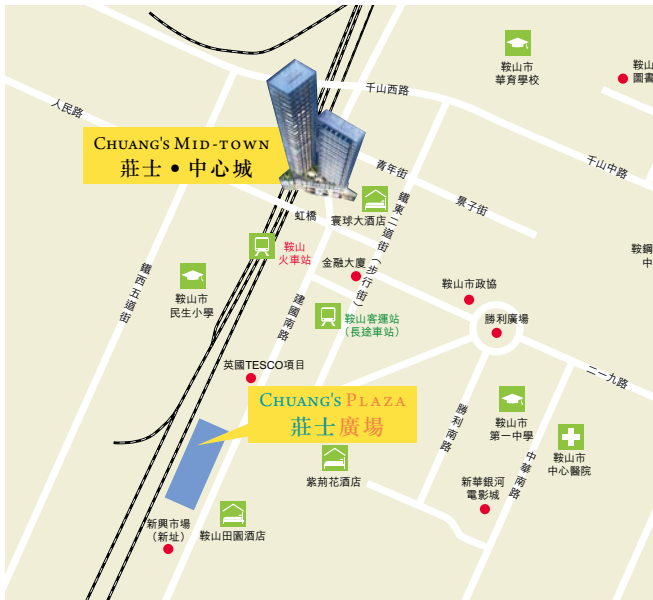 鞍山市
華育學校
鞍山
圖書
千山西路
人民路
CHUANG'S MID-TOWN
莊士•中心城
千山中路
青年街
景子街
鐵東二道街(步行街)
虹橋
寰球大酒店
鞍山
火車站
金融大廈
鞍鋼
中
鐵西五道街
鞍山市
民生小學
建國南路
鞍山市政協
鞍山客運站
(長途車站)
勝利廣場
英國TESCO項目
二一九路
CHUANG'S PLAZA
莊士廣場
勝利南路
鞍山市
第一中學
中華南路
鞍山市
中心醫院
紫荊花酒店
新華銀河
電影城
新興市場
(新址)
鞍山田園酒店